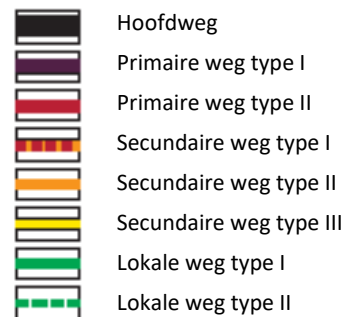 Hoofdweg
Primaire weg type I
Primaire weg type II
Secundaire weg type I
Secundaire weg type II
Secundaire weg type III
Lokale weg type I
Lokale weg type II